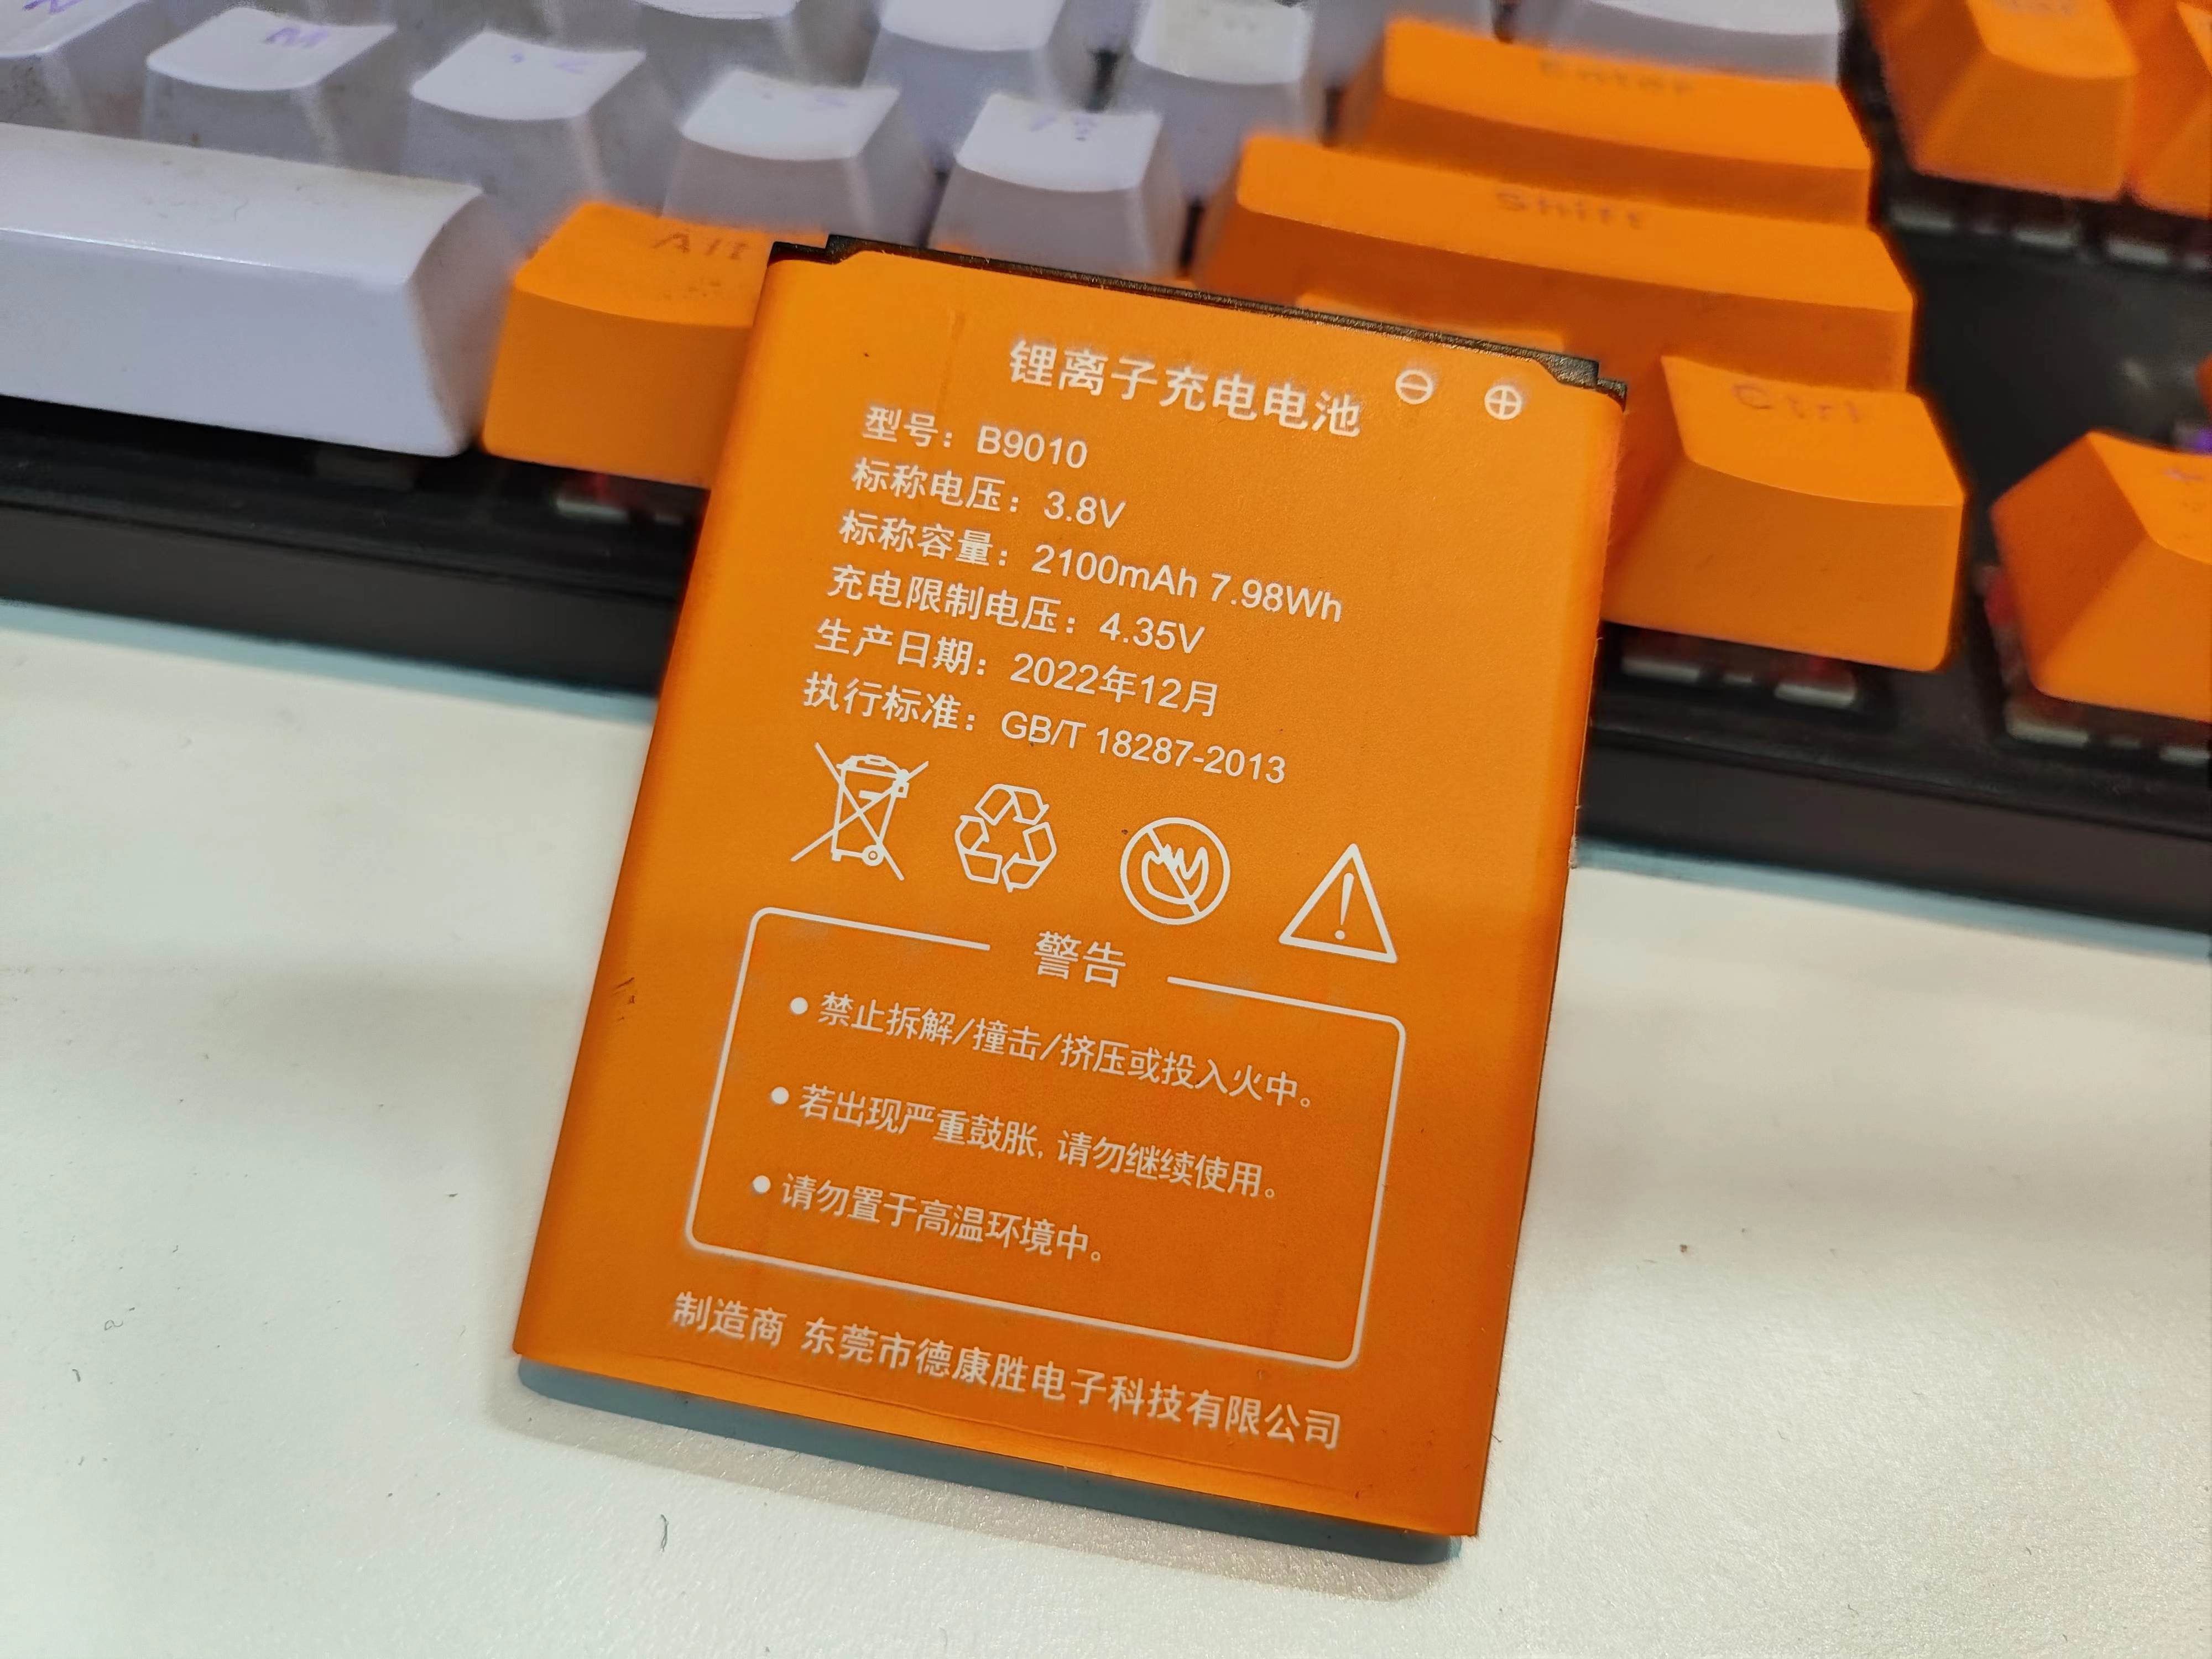 M
Enter
Shift
Alt
Ctrl
锂离子充电电池 ⊖ ⊕
型号：B9010
标称电压：3.8V
标称容量：2100mAh 7.98Wh
充电限制电压：4.35V
生产日期：2022年12月
执行标准：GB/T 18287-2013
警告
● 禁止拆解/撞击/挤压或投入火中。
● 若出现严重鼓胀, 请勿继续使用。
● 请勿置于高温环境中。
制造商 东莞市德康胜电子科技有限公司